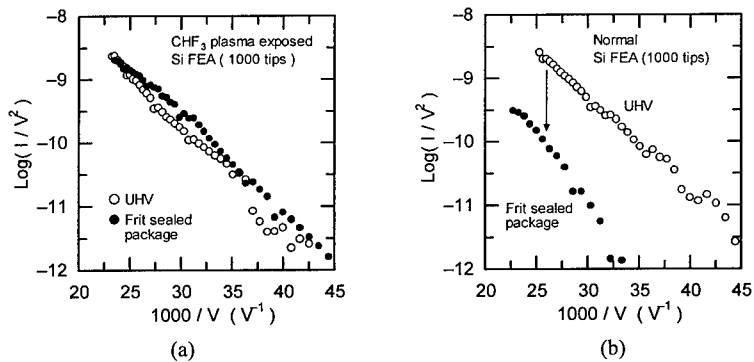 CHF₃ plasma exposed
Si FEA ( 1000 tips)
Log( I / V²)
−8
−9
−10
−11
−12
UHV
Frit sealed
package
20 25 30 35 40 45
1000 / V ( V⁻¹)
(a)
Normal
Si FEA (1000 tips)
Log( I / V²)
−8
−9
−10
−11
−12
UHV
Frit sealed
package
20 25 30 35 40 45
1000 / V ( V⁻¹)
(b)